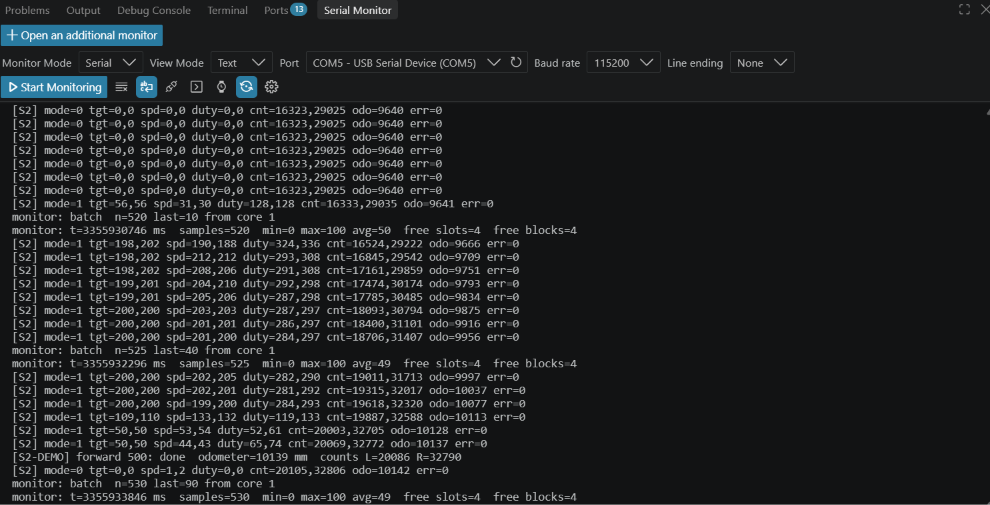 Problems Output Debug Console Terminal Ports 13 Serial Monitor
+ Open an additional monitor
Monitor Mode Serial View Mode Text Port COM5 - USB Serial Device (COM5) Baud rate 115200 Line ending None
Start Monitoring
[S2] mode=0 tgt=0,0 spd=0,0 duty=0,0 cnt=16323,29025 odo=9640 err=0
[S2] mode=0 tgt=0,0 spd=0,0 duty=0,0 cnt=16323,29025 odo=9640 err=0
[S2] mode=0 tgt=0,0 spd=0,0 duty=0,0 cnt=16323,29025 odo=9640 err=0
[S2] mode=0 tgt=0,0 spd=0,0 duty=0,0 cnt=16323,29025 odo=9640 err=0
[S2] mode=0 tgt=0,0 spd=0,0 duty=0,0 cnt=16323,29025 odo=9640 err=0
[S2] mode=0 tgt=0,0 spd=0,0 duty=0,0 cnt=16323,29025 odo=9640 err=0
[S2] mode=0 tgt=0,0 spd=0,0 duty=0,0 cnt=16323,29025 odo=9640 err=0
[S2] mode=1 tgt=56,56 spd=31,30 duty=128,128 cnt=16333,29035 odo=9641 err=0
monitor: batch  n=520 last=10 from core 1
monitor: t=3355930746 ms  samples=520  min=0 max=100 avg=50  free slots=4  free blocks=4
[S2] mode=1 tgt=198,202 spd=190,188 duty=324,336 cnt=16524,29222 odo=9666 err=0
[S2] mode=1 tgt=198,202 spd=212,212 duty=293,308 cnt=16845,29542 odo=9709 err=0
[S2] mode=1 tgt=198,202 spd=208,206 duty=291,308 cnt=17161,29859 odo=9751 err=0
[S2] mode=1 tgt=199,201 spd=204,210 duty=292,298 cnt=17474,30174 odo=9793 err=0
[S2] mode=1 tgt=199,201 spd=205,206 duty=287,298 cnt=17785,30485 odo=9834 err=0
[S2] mode=1 tgt=200,200 spd=203,203 duty=287,297 cnt=18093,30794 odo=9875 err=0
[S2] mode=1 tgt=200,200 spd=201,201 duty=286,297 cnt=18400,31101 odo=9916 err=0
[S2] mode=1 tgt=200,200 spd=201,200 duty=284,297 cnt=18706,31407 odo=9956 err=0
monitor: batch  n=525 last=40 from core 1
monitor: t=3355932296 ms  samples=525  min=0 max=100 avg=49  free slots=4  free blocks=4
[S2] mode=1 tgt=200,200 spd=202,205 duty=282,290 cnt=19011,31713 odo=9997 err=0
[S2] mode=1 tgt=200,200 spd=202,201 duty=281,292 cnt=19315,32017 odo=10037 err=0
[S2] mode=1 tgt=200,200 spd=199,200 duty=284,293 cnt=19618,32320 odo=10077 err=0
[S2] mode=1 tgt=109,110 spd=133,132 duty=119,133 cnt=19887,32588 odo=10113 err=0
[S2] mode=1 tgt=50,50 spd=53,54 duty=52,61 cnt=20003,32705 odo=10128 err=0
[S2] mode=1 tgt=50,50 spd=44,43 duty=65,74 cnt=20069,32772 odo=10137 err=0
[S2-DEMO] forward 500: done  odometer=10139 mm  counts L=20086 R=32790
[S2] mode=0 tgt=0,0 spd=1,2 duty=0,0 cnt=20105,32806 odo=10142 err=0
monitor: batch  n=530 last=90 from core 1
monitor: t=3355933846 ms  samples=530  min=0 max=100 avg=49  free slots=4  free blocks=4